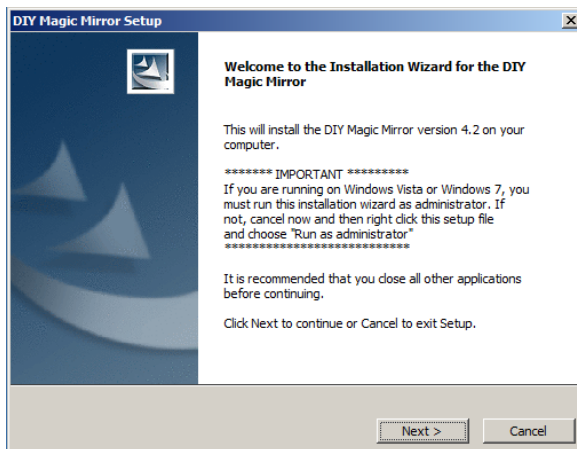 DIY Magic Mirror Setup
Welcome to the Installation Wizard for the DIY
Magic Mirror
This will install the DIY Magic Mirror version 4.2 on your
computer.
******* IMPORTANT *********
If you are running on Windows Vista or Windows 7, you
must run this installation wizard as administrator. If
not, cancel now and then right click this setup file
and choose "Run as administrator"
***************************
It is recommended that you close all other applications
before continuing.
Click Next to continue or Cancel to exit Setup.
Next >
Cancel